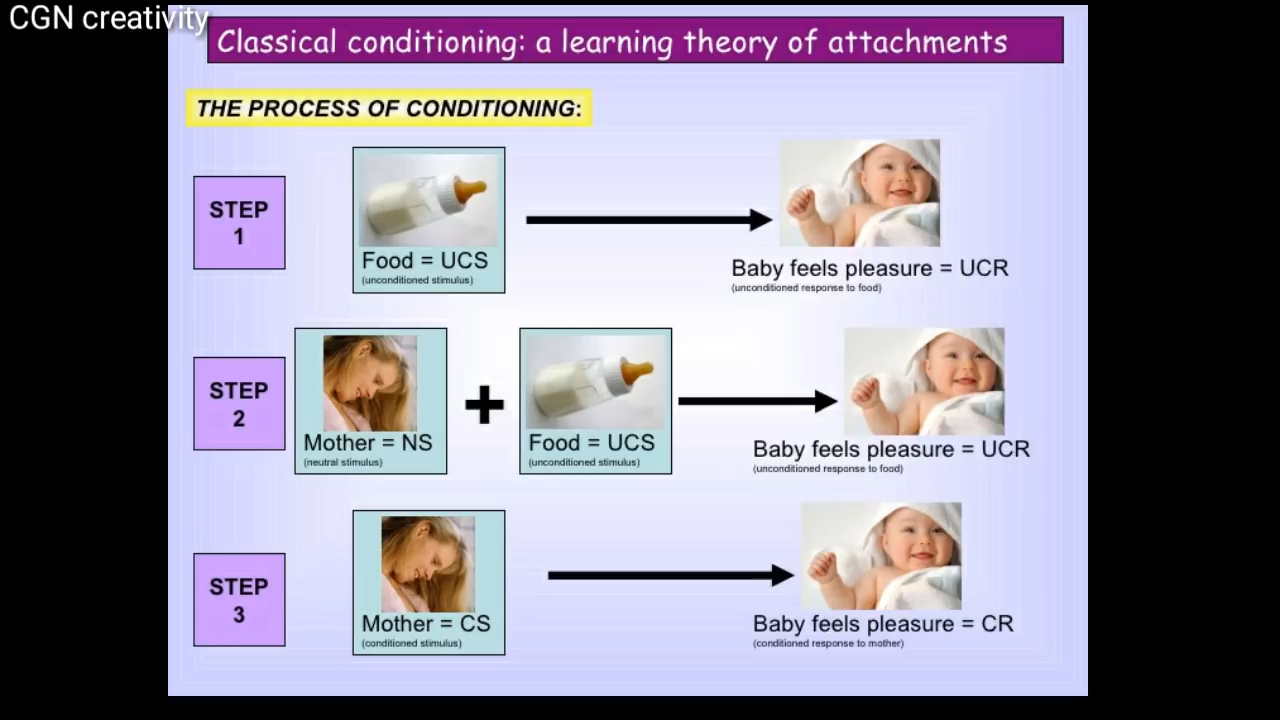 CGN creativity
Classical conditioning: a learning theory of attachments
THE PROCESS OF CONDITIONING:
STEP
1
Food = UCS
(unconditioned stimulus)
Baby feels pleasure = UCR
(unconditioned response to food)
STEP
2
Mother = NS
(neutral stimulus)
+
Food = UCS
(unconditioned stimulus)
Baby feels pleasure = UCR
(unconditioned response to food)
STEP
3
Mother = CS
(conditioned stimulus)
Baby feels pleasure = CR
(conditioned response to mother)